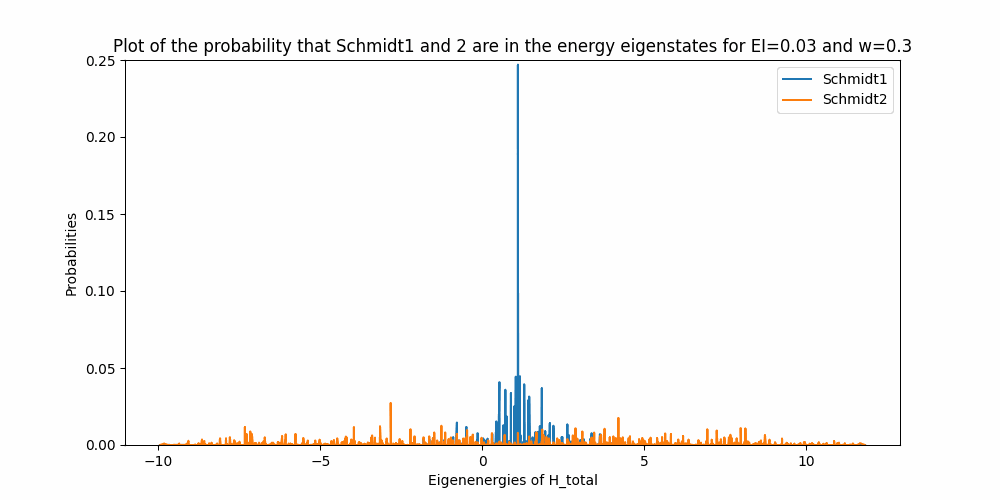 Plot of the probability that Schmidt1 and 2 are in the energy eigenstates for EI=0.03 and w=0.3
0.25
0.20
0.15
0.10
0.05
0.00
Probabilities
Schmidt1
Schmidt2
−10
−5
0
5
10
Eigenenergies of H_total